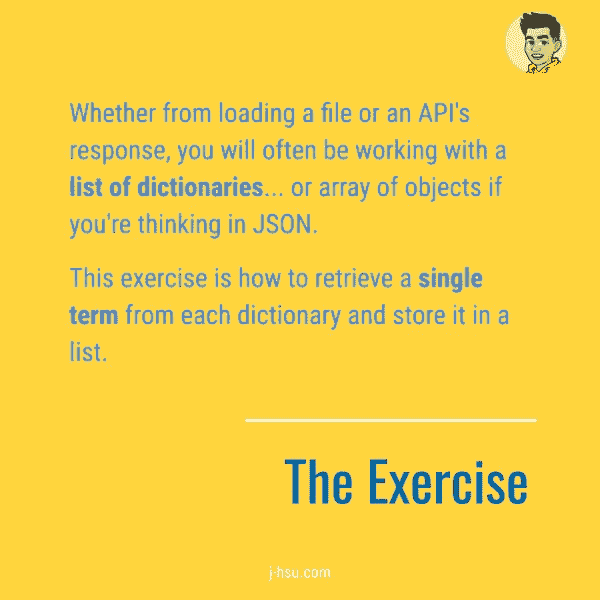 Whether from loading a file or an API's
response, you will often be working with a
list of dictionaries... or array of objects if
you're thinking in JSON.
This exercise is how to retrieve a single
term from each dictionary and store it in a
list.
The Exercise
j-hsu.com